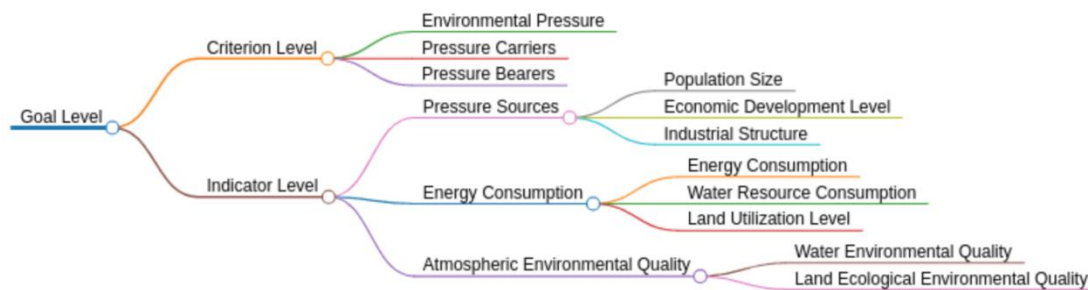 Goal Level
Criterion Level
Environmental Pressure
Pressure Carriers
Pressure Bearers
Indicator Level
Pressure Sources
Population Size
Economic Development Level
Industrial Structure
Energy Consumption
Energy Consumption
Water Resource Consumption
Land Utilization Level
Atmospheric Environmental Quality
Water Environmental Quality
Land Ecological Environmental Quality